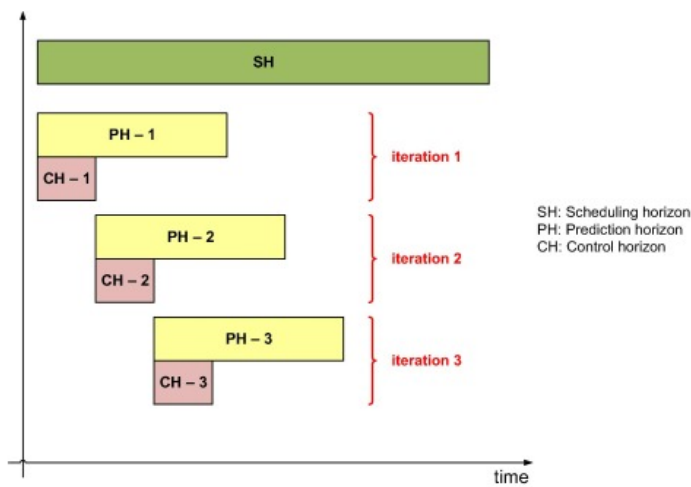 SH
PH – 1
CH – 1
iteration 1
PH – 2
CH – 2
iteration 2
PH – 3
CH – 3
iteration 3
SH: Scheduling horizon
PH: Prediction horizon
CH: Control horizon
time